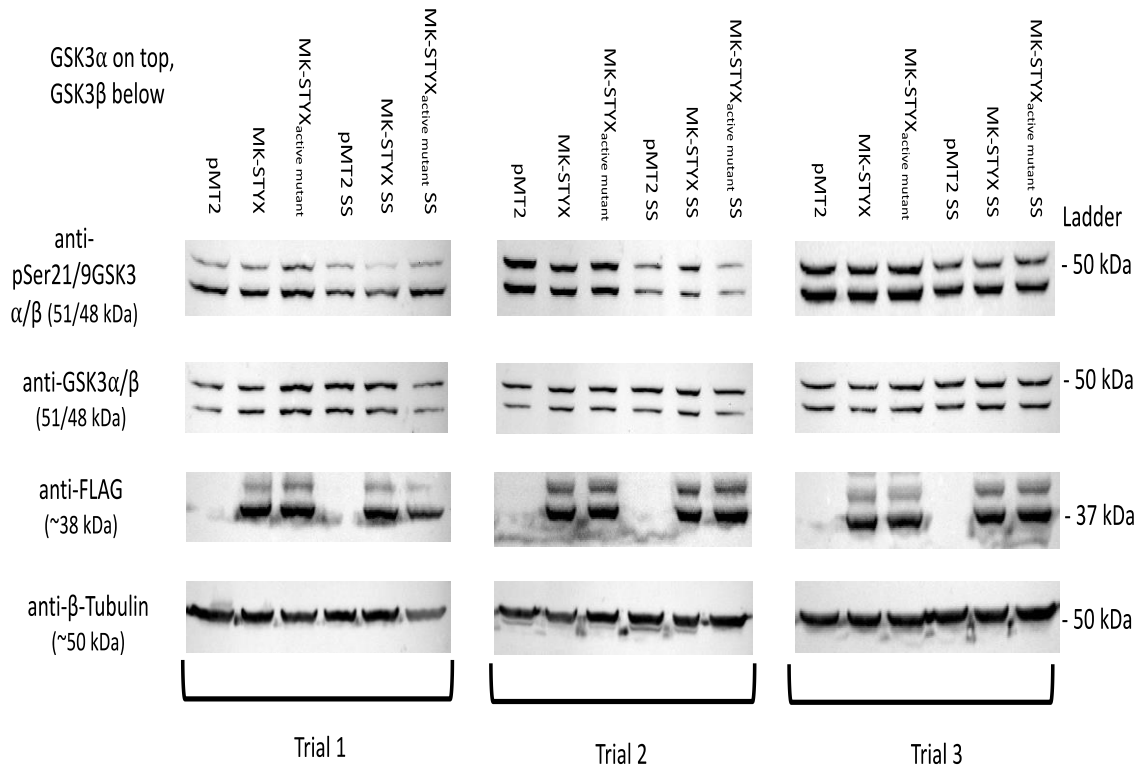 GSK3α on top,
GSK3β below
pMT2
MK-STYX
MK-STYXactive mutant
pMT2 SS
MK-STYX SS
MK-STYXactive mutant SS
pMT2
MK-STYX
MK-STYXactive mutant
pMT2 SS
MK-STYX SS
MK-STYXactive mutant SS
pMT2
MK-STYX
MK-STYXactive mutant
pMT2 SS
MK-STYX SS
MK-STYXactive mutant SS
Ladder
anti-
pSer21/9GSK3
α/β (51/48 kDa)
- 50 kDa
anti-GSK3α/β
(51/48 kDa)
- 50 kDa
anti-FLAG
(~38 kDa)
- 37 kDa
anti-β-Tubulin
(~50 kDa)
- 50 kDa
Trial 1
Trial 2
Trial 3